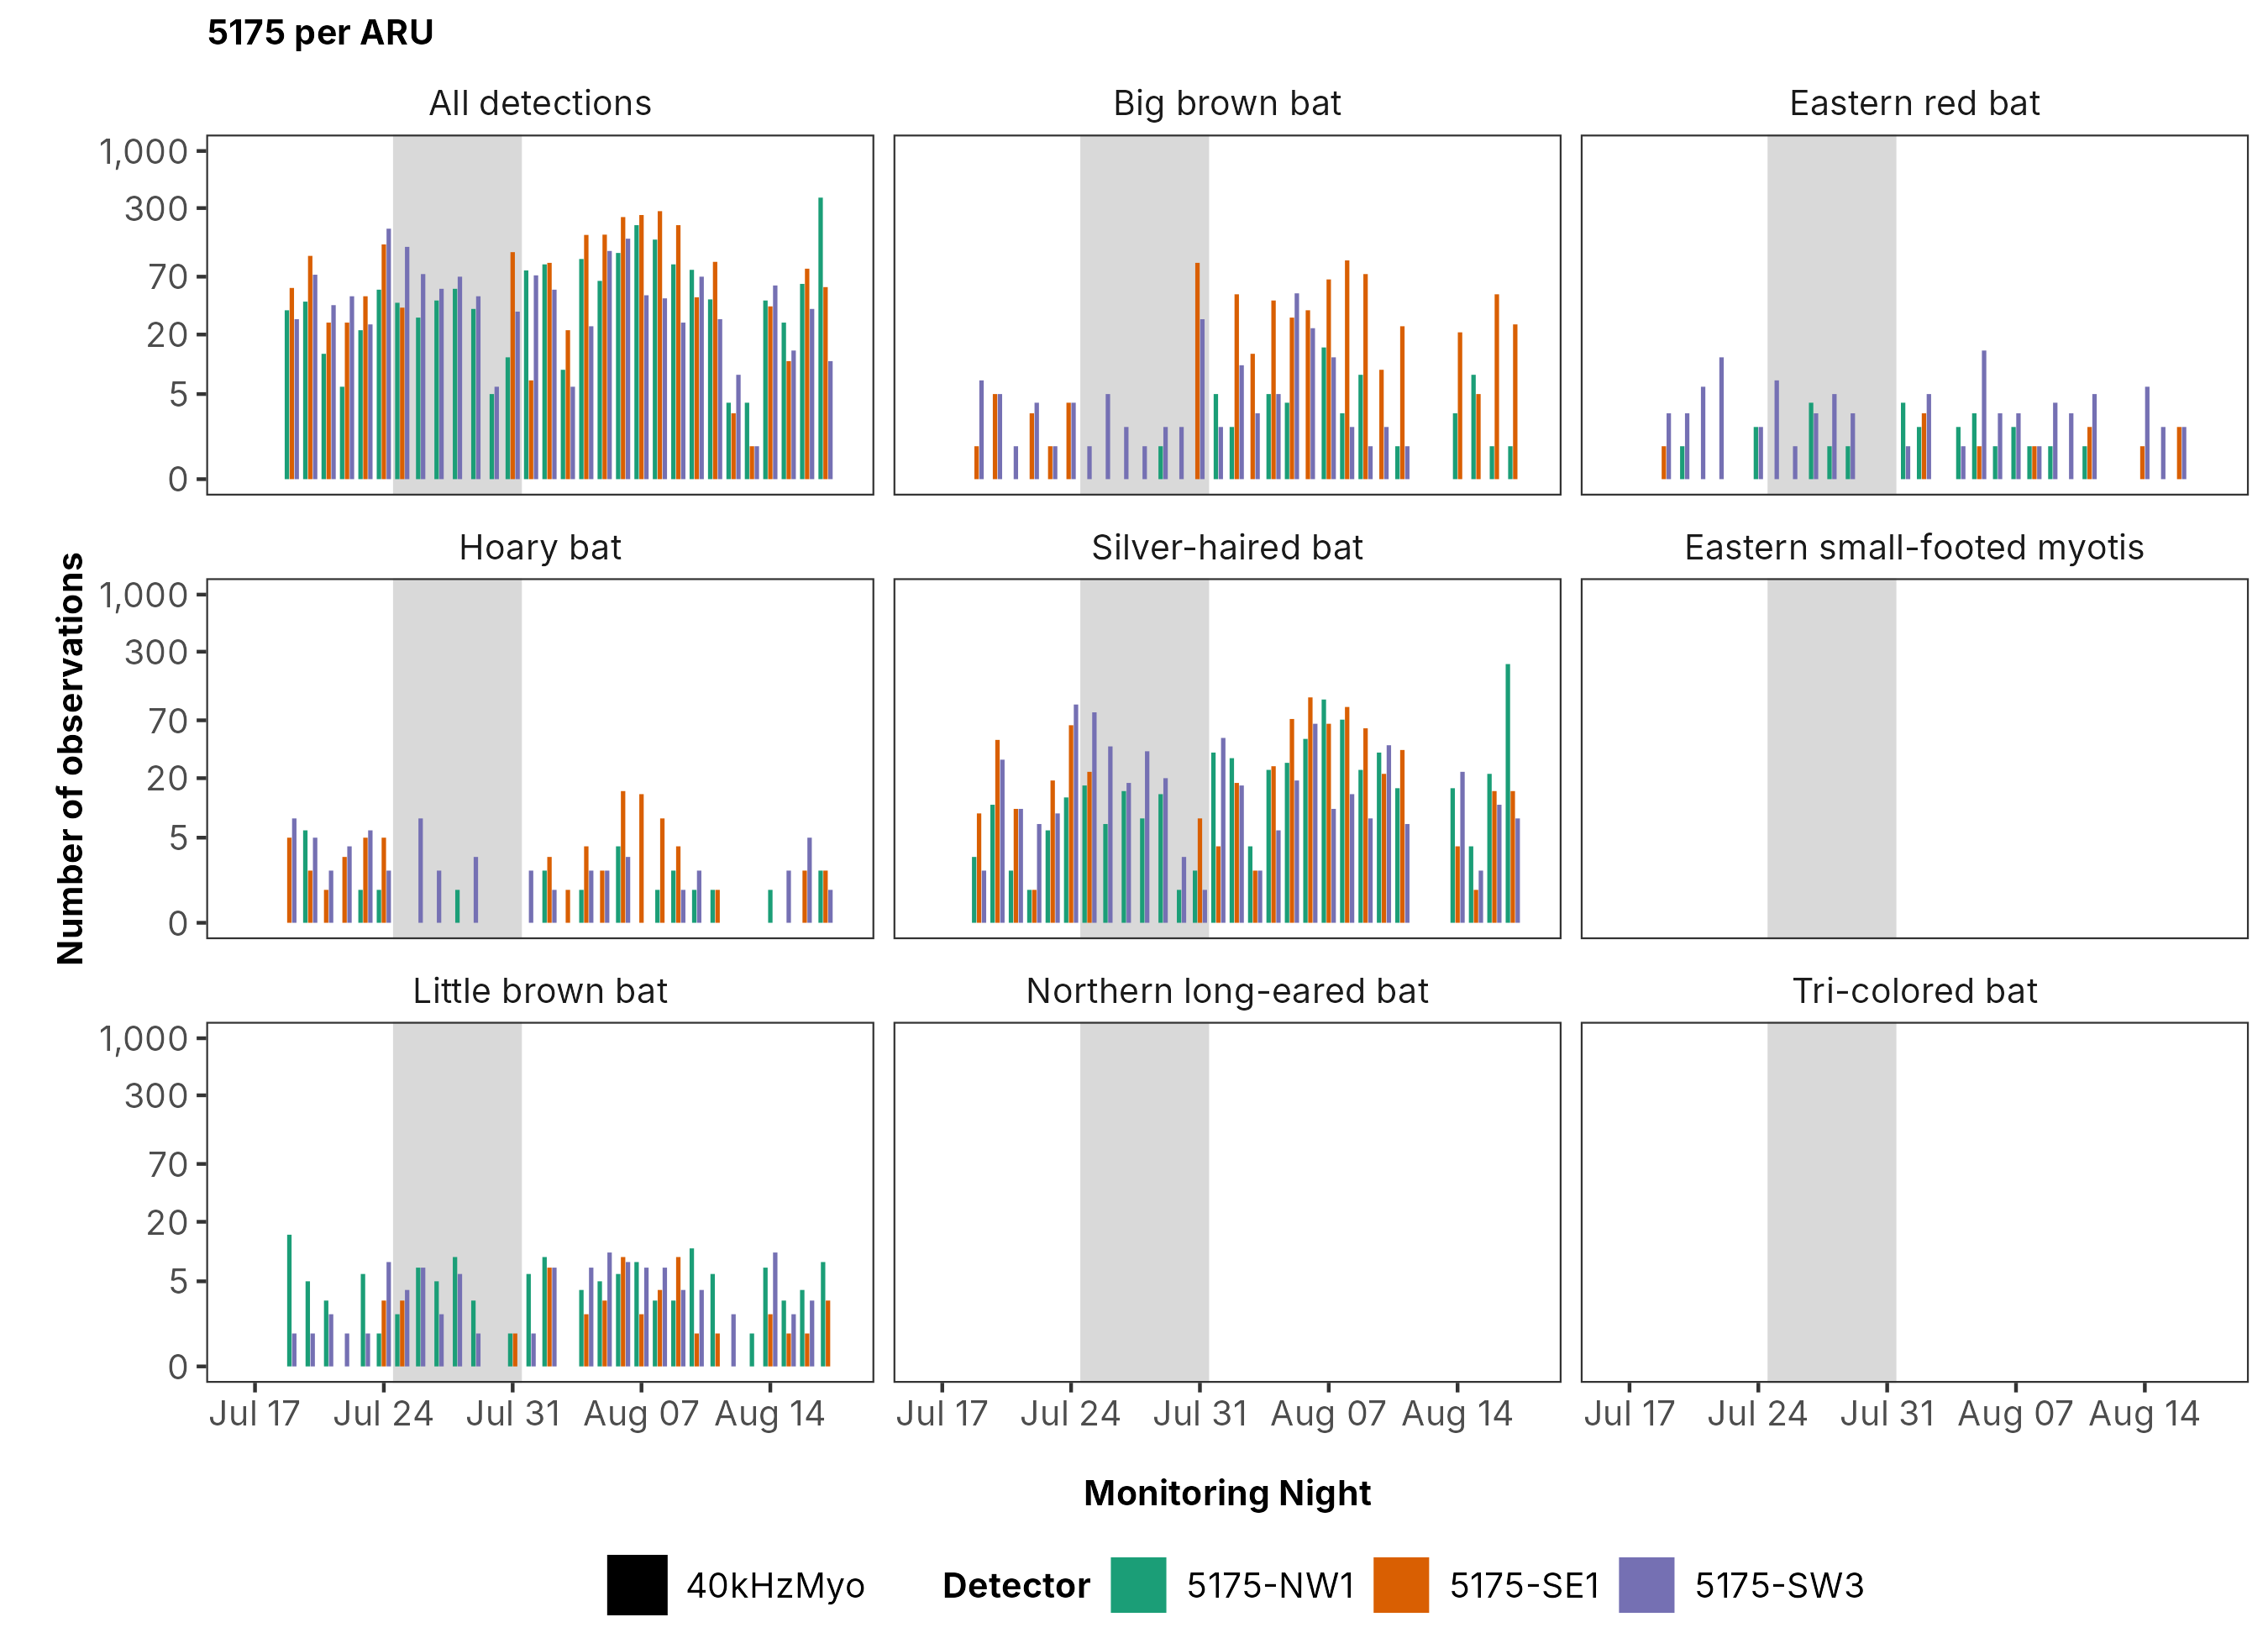 5175 per ARU
All detections
Big brown bat
Eastern red bat
1,000
300
70
20
5
0
Hoary bat
Silver-haired bat
Eastern small-footed myotis
1,000
300
70
20
5
0
Number of observations
Little brown bat
Northern long-eared bat
Tri-colored bat
1,000
300
70
20
5
0
Jul 17 Jul 24 Jul 31 Aug 07 Aug 14
Jul 17 Jul 24 Jul 31 Aug 07 Aug 14
Jul 17 Jul 24 Jul 31 Aug 07 Aug 14
Monitoring Night
40kHzMyo Detector 5175-NW1 5175-SE1 5175-SW3